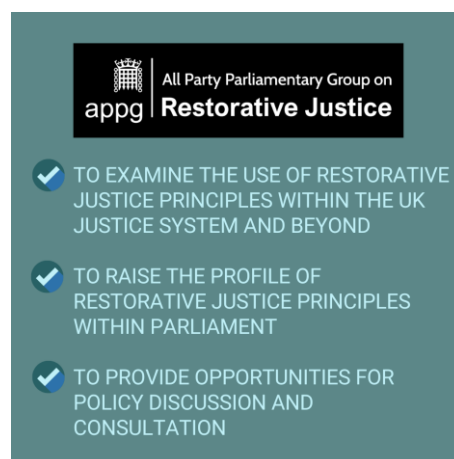 All Party Parliamentary Group on
appg Restorative Justice
TO EXAMINE THE USE OF RESTORATIVE
JUSTICE PRINCIPLES WITHIN THE UK
JUSTICE SYSTEM AND BEYOND
TO RAISE THE PROFILE OF
RESTORATIVE JUSTICE PRINCIPLES
WITHIN PARLIAMENT
TO PROVIDE OPPORTUNITIES FOR
POLICY DISCUSSION AND
CONSULTATION